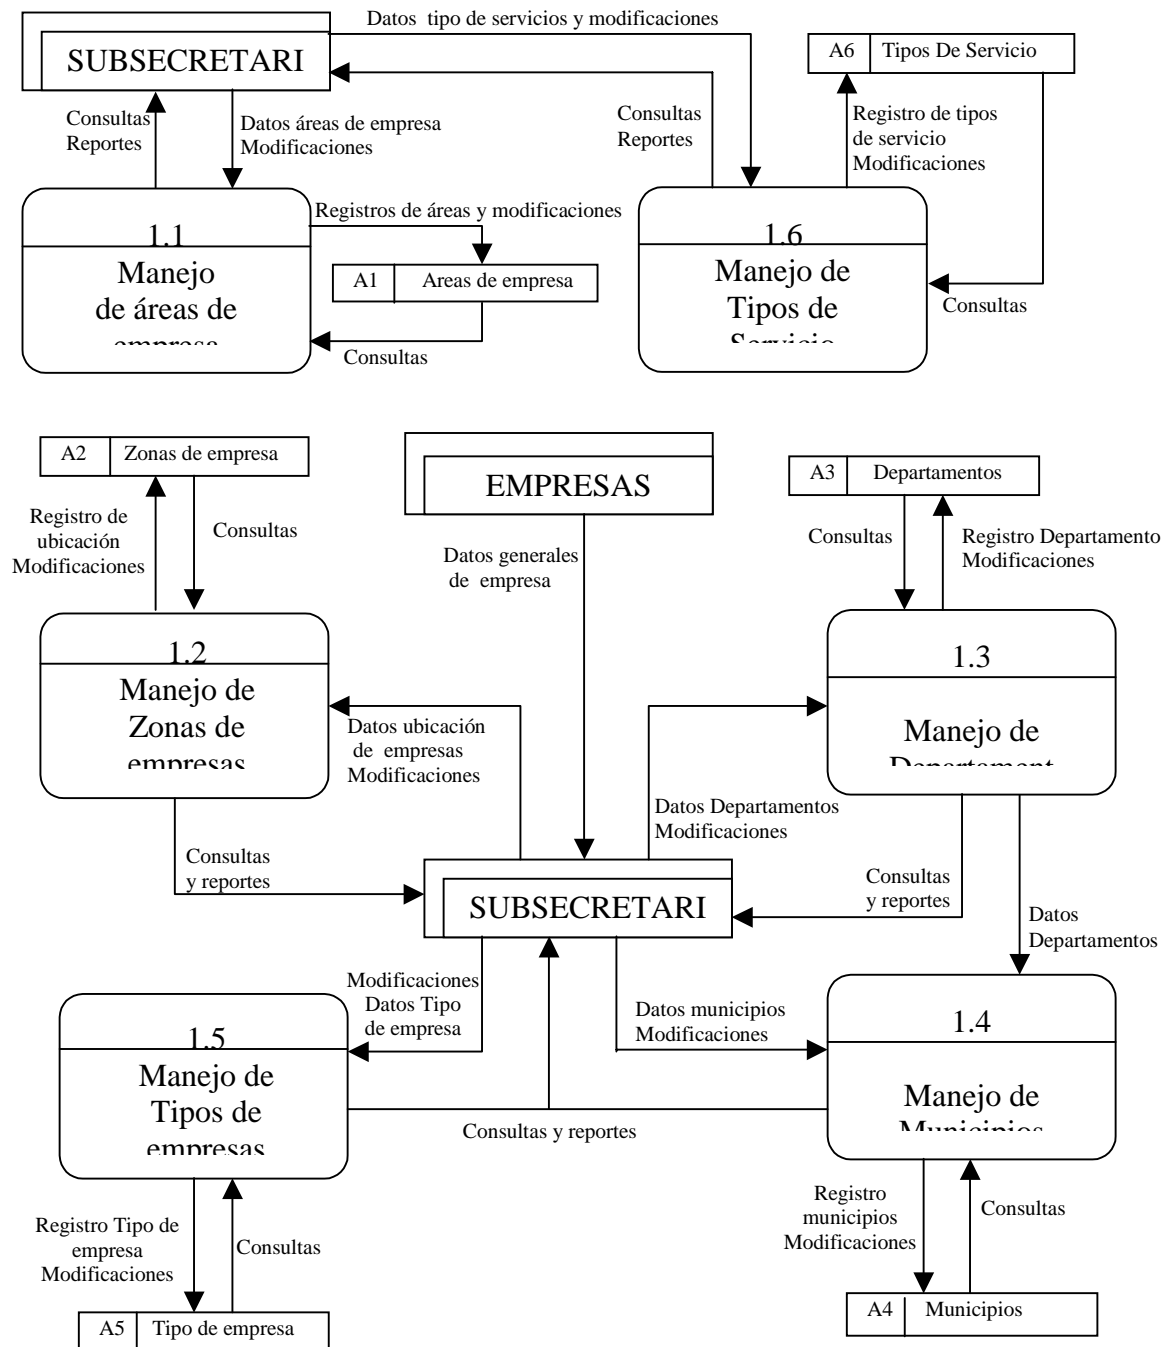 Datos tipo de servicios y modificaciones
SUBSECRETARI
A6 Tipos De Servicio
Consultas
Reportes
Datos áreas de empresa
Modificaciones
Consultas
Reportes
Registro de tipos
de servicio
Modificaciones
1.1
Manejo
de áreas de
empresa
Registros de áreas y modificaciones
A1 Areas de empresa
Consultas
1.6
Manejo de
Tipos de
Servicio
Consultas
A2 Zonas de empresa
EMPRESAS
A3 Departamentos
Registro de
ubicación
Modificaciones
Consultas
Datos generales
de empresa
Consultas
Registro Departamento
Modificaciones
1.2
Manejo de
Zonas de
empresas
Datos ubicación
de empresas
Modificaciones
1.3
Manejo de
Departament
Datos Departamentos
Modificaciones
Consultas
y reportes
SUBSECRETARI
Consultas
y reportes
Datos
Departamentos
Modificaciones
Datos Tipo
de empresa
Datos municipios
Modificaciones
1.5
Manejo de
Tipos de
empresas
1.4
Manejo de
Municipios
Consultas y reportes
Registro Tipo de
empresa
Modificaciones
Consultas
Registro
municipios
Modificaciones
Consultas
A5 Tipo de empresa
A4 Municipios